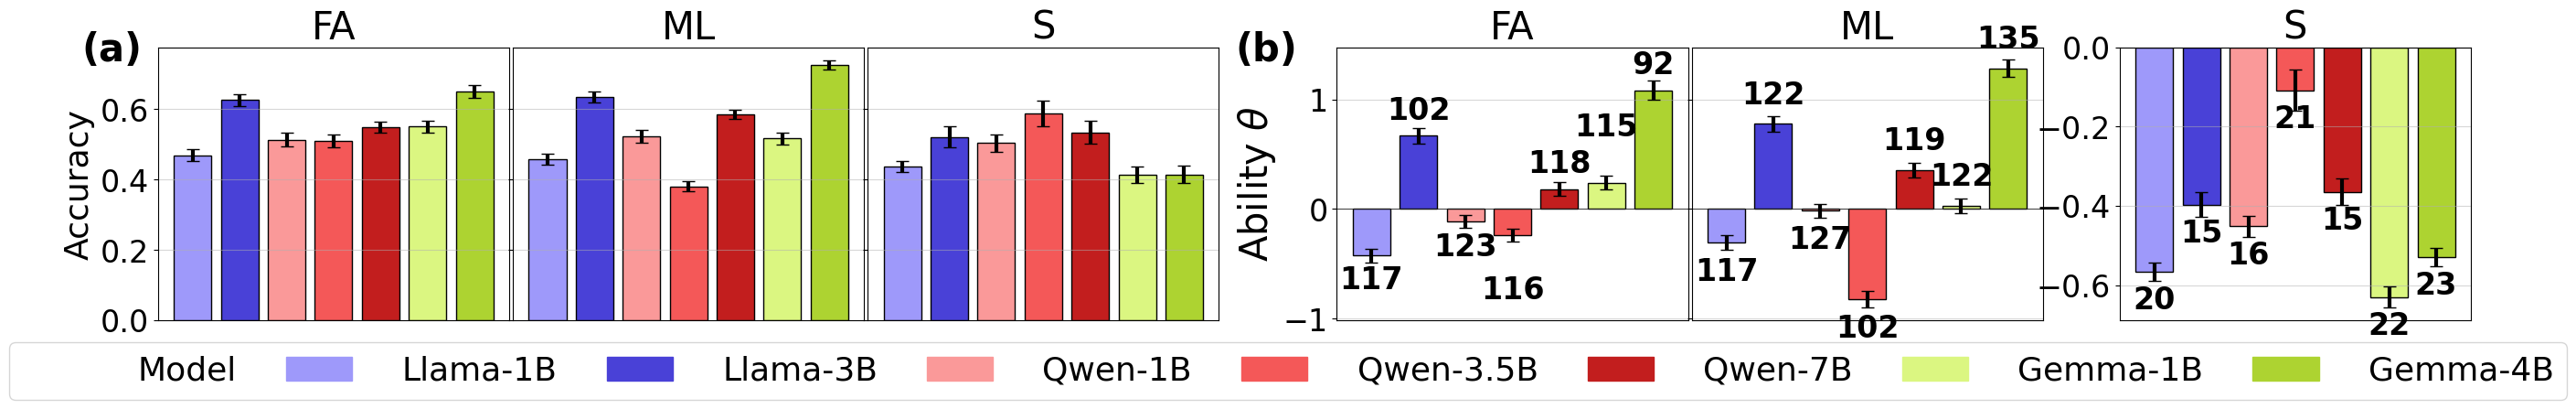 (a)
FA
ML
S
Accuracy
0.6
0.4
0.2
0.0
(b)
FA
ML
S
Ability θ
1
0
−1
117
102
123
116
118
115
92
117
122
127
102
119
122
135
0.0
−0.2
−0.4
−0.6
20
15
16
21
15
22
23
Model
Llama-1B
Llama-3B
Qwen-1B
Qwen-3.5B
Qwen-7B
Gemma-1B
Gemma-4B